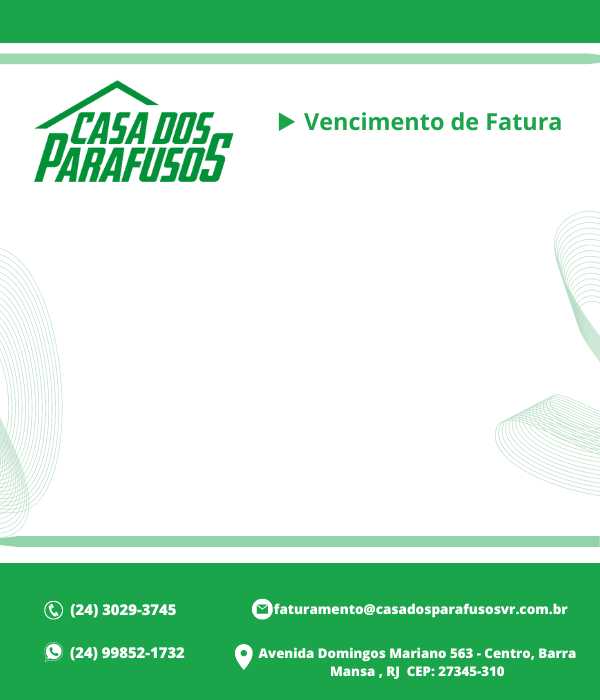 CASA DOS
PARAFUSOS
Vencimento de Fatura
(24) 3029-3745
faturamento@casadosparafusosvr.com.br
(24) 99852-1732
Avenida Domingos Mariano 563 - Centro, Barra
Mansa , RJ  CEP: 27345-310